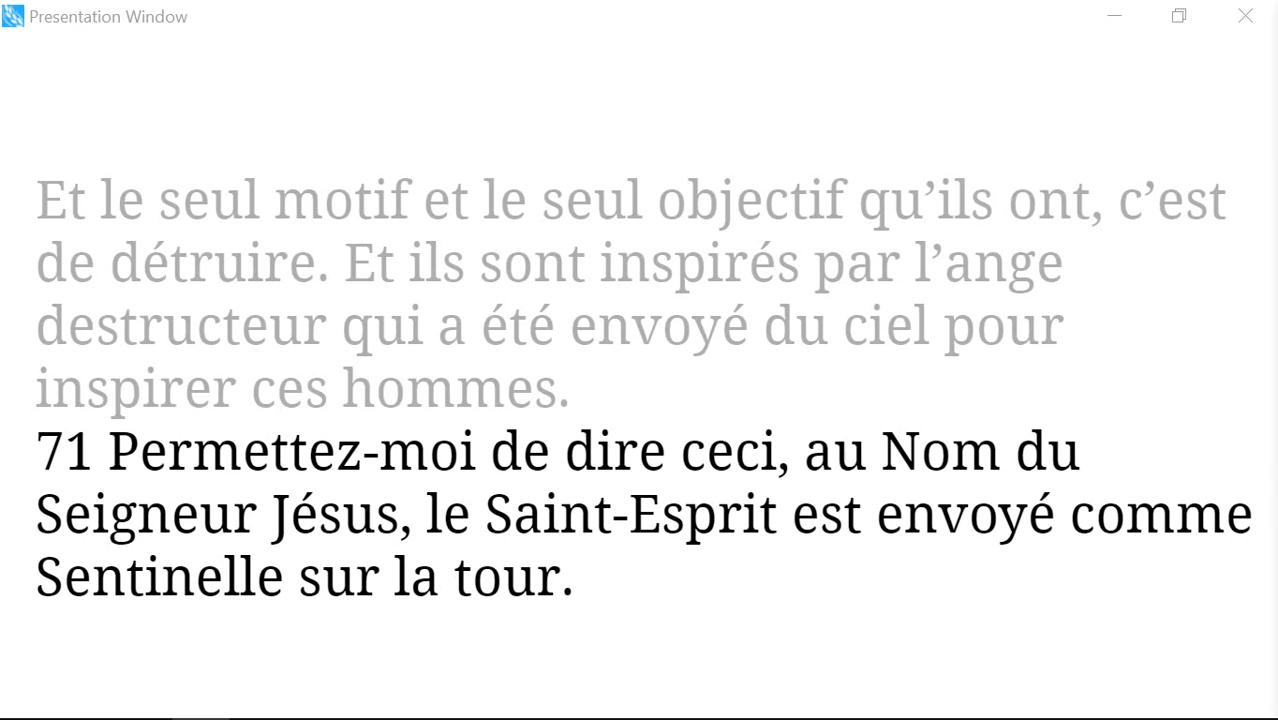 Presentation Window
Et le seul motif et le seul objectif qu’ils ont, c’est
de détruire. Et ils sont inspirés par l’ange
destructeur qui a été envoyé du ciel pour
inspirer ces hommes.
71 Permettez-moi de dire ceci, au Nom du
Seigneur Jésus, le Saint-Esprit est envoyé comme
Sentinelle sur la tour.